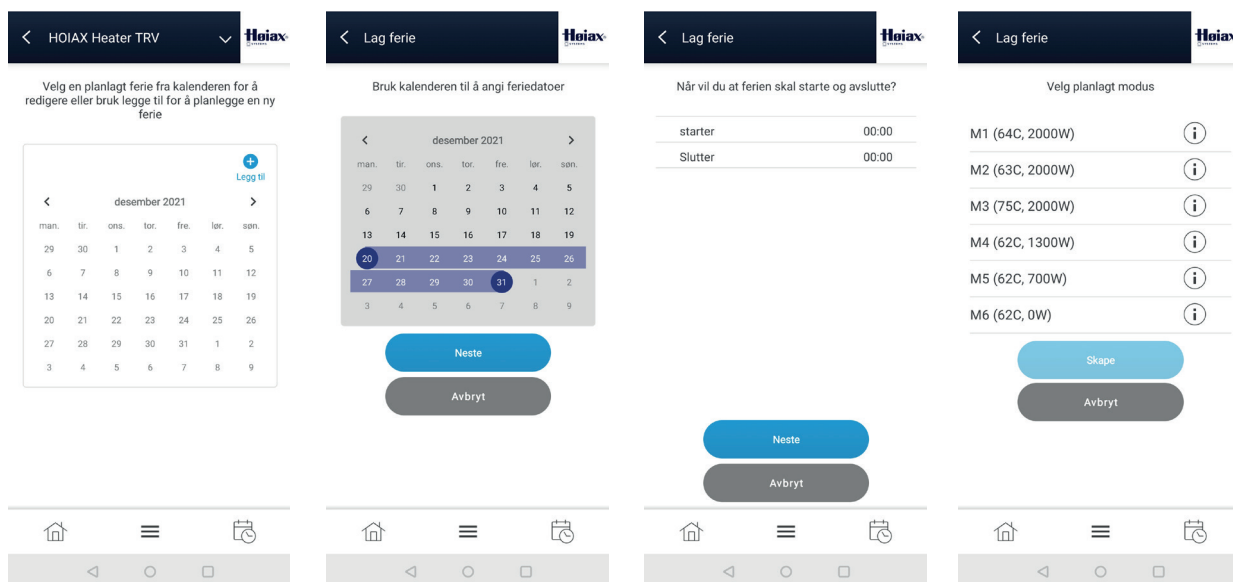 HOIAX Heater TRV
Høiax
SYSTEMS
Velg en planlagt ferie fra kalenderen for å
redigere eller bruk legge til for å planlegge en ny
ferie
Legg til
desember 2021
man. tir. ons. tor. fre. lør. søn.
29 30 1 2 3 4 5
6 7 8 9 10 11 12
13 14 15 16 17 18 19
20 21 22 23 24 25 26
27 28 29 30 31 1 2
3 4 5 6 7 8 9
Lag ferie
Høiax
SYSTEMS
Bruk kalenderen til å angi feriedatoer
desember 2021
man. tir. ons. tor. fre. lør. søn.
29 30 1 2 3 4 5
6 7 8 9 10 11 12
13 14 15 16 17 18 19
20 21 22 23 24 25 26
27 28 29 30 31 1 2
3 4 5 6 7 8 9
Neste
Avbryt
Lag ferie
Høiax
SYSTEMS
Når vil du at ferien skal starte og avslutte?
starter 00:00
Slutter 00:00
Neste
Avbryt
Lag ferie
Høiax
SYSTEMS
Velg planlagt modus
M1 (64C, 2000W)
M2 (63C, 2000W)
M3 (75C, 2000W)
M4 (62C, 1300W)
M5 (62C, 700W)
M6 (62C, 0W)
Skape
Avbryt